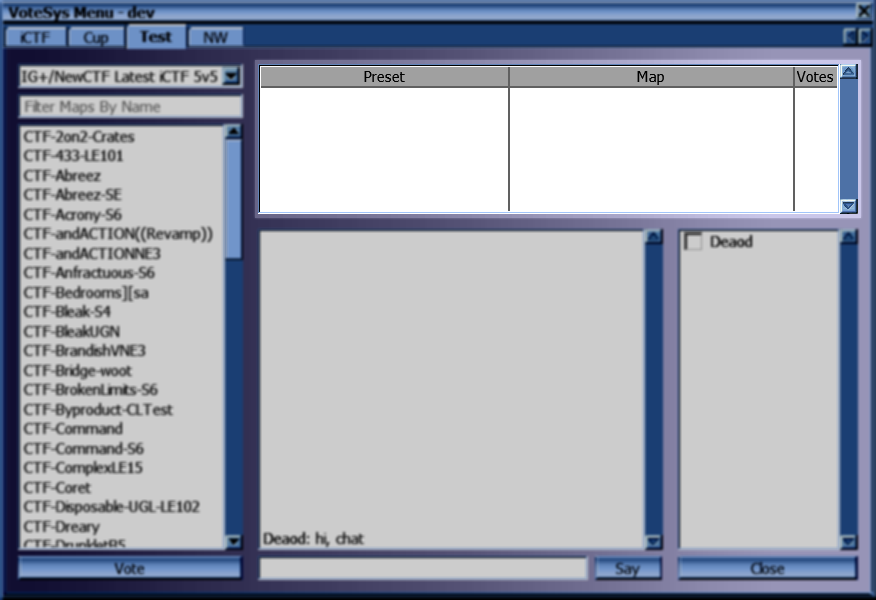 VoteSys Menu - dev
iCTF Cup Test NW
IG+/NewCTF Latest iCTF 5v5
Filter Maps By Name
CTF-2on2-Crates
CTF-433-LE101
CTF-Abreez
CTF-Abreez-SE
CTF-Acrony-S6
CTF-andACTION((Revamp))
CTF-andACTIONNE3
CTF-Anfractuous-S6
CTF-Bedrooms][sa
CTF-Bleak-S4
CTF-BleakUGN
CTF-BrandishVNE3
CTF-Bridge-woot
CTF-BrokenLimits-S6
CTF-Byproduct-CLTest
CTF-Command
CTF-Command-S6
CTF-ComplexLE15
CTF-Coret
CTF-Disposable-UGL-LE102
CTF-Dreary
Vote
Preset Map Votes
Deaod: hi, chat
Say
Deaod
Close